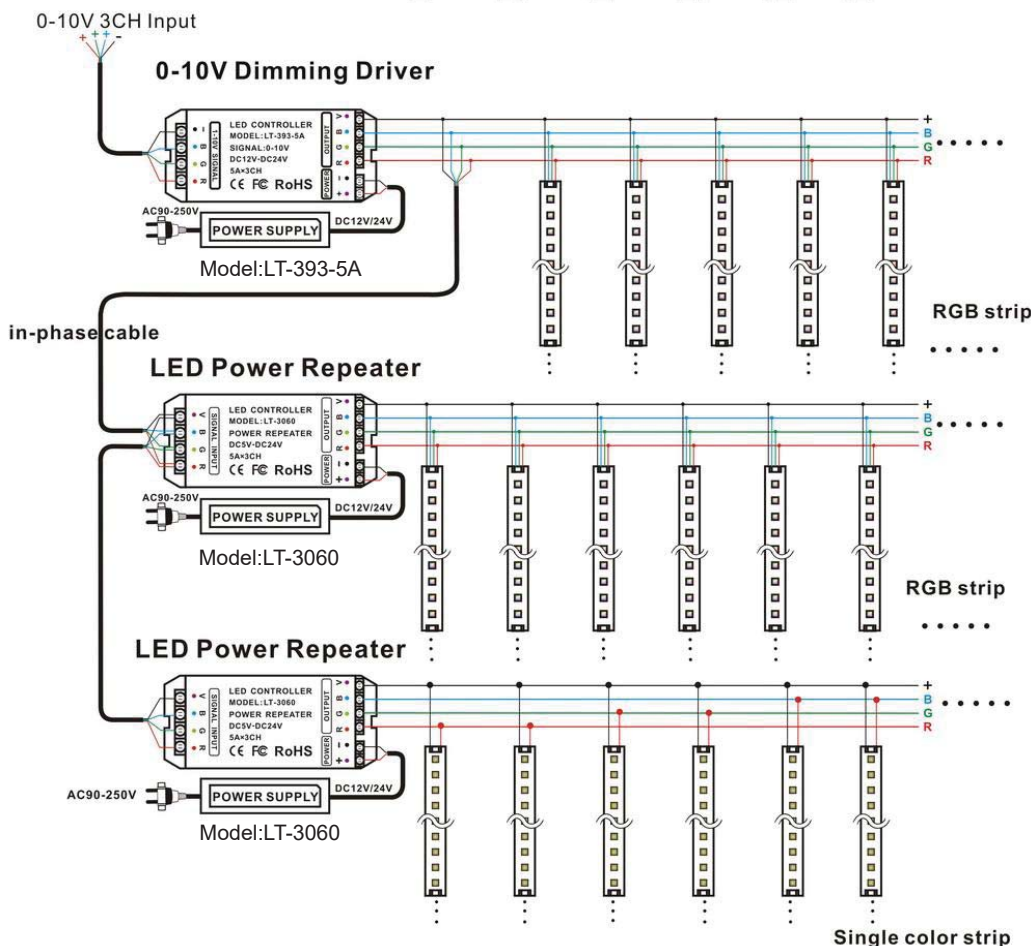 0-10V 3CH Input
+ + + -
0-10V Dimming Driver
LED CONTROLLER
MODEL:LT-393-5A
SIGNAL:0-10V
DC12V-DC24V
5A×3CH
CE FC RoHS
1-10V SIGNAL
−
B
G
R
OUTPUT
V
B
G
R
POWER
−
+
+
B
G
R
AC90-250V
POWER SUPPLY
DC12V/24V
Model:LT-393-5A
RGB strip
in-phase cable
LED Power Repeater
LED CONTROLLER
MODEL:LT-3060
POWER REPEATER
DC5V-DC24V
5A×3CH
CE FC RoHS
SIGNAL INPUT
V
B
G
R
OUTPUT
V
B
G
R
POWER
−
+
+
B
G
R
AC90-250V
POWER SUPPLY
DC12V/24V
Model:LT-3060
RGB strip
LED Power Repeater
LED CONTROLLER
MODEL:LT-3060
POWER REPEATER
DC5V-DC24V
5A×3CH
CE FC RoHS
SIGNAL INPUT
V
B
G
R
OUTPUT
V
B
G
R
POWER
−
+
+
B
G
R
AC90-250V
POWER SUPPLY
DC12V/24V
Model:LT-3060
Single color strip